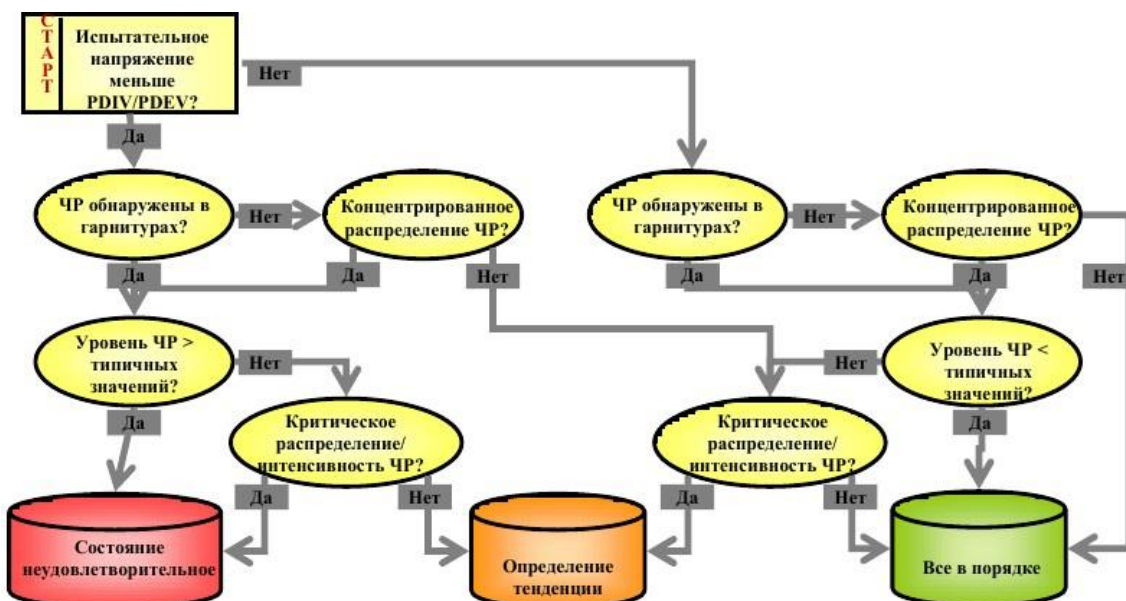 СТАРТ
Испытательное
напряжение
меньше
PDIV/PDEV?
Нет
Да
ЧР обнаружены в
гарнитурах?
Нет
Концентрированное
распределение ЧР?
ЧР обнаружены в
гарнитурах?
Нет
Концентрированное
распределение ЧР?
Да
Да
Нет
Да
Да
Нет
Уровень ЧР >
типичных
значений?
Нет
Нет
Уровень ЧР <
типичных
значений?
Да
Критическое
распределение/
интенсивность ЧР?
Критическое
распределение/
интенсивность ЧР?
Да
Да
Нет
Да
Нет
Состояние
неудовлетворительное
Определение
тенденции
Все в порядке